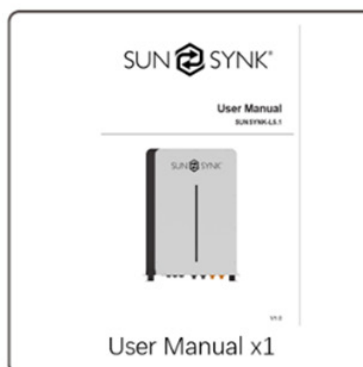 SUN SYNK®
User Manual
SUNSYNK-L5.1
SUN SYNK
V1.0
User Manual x1